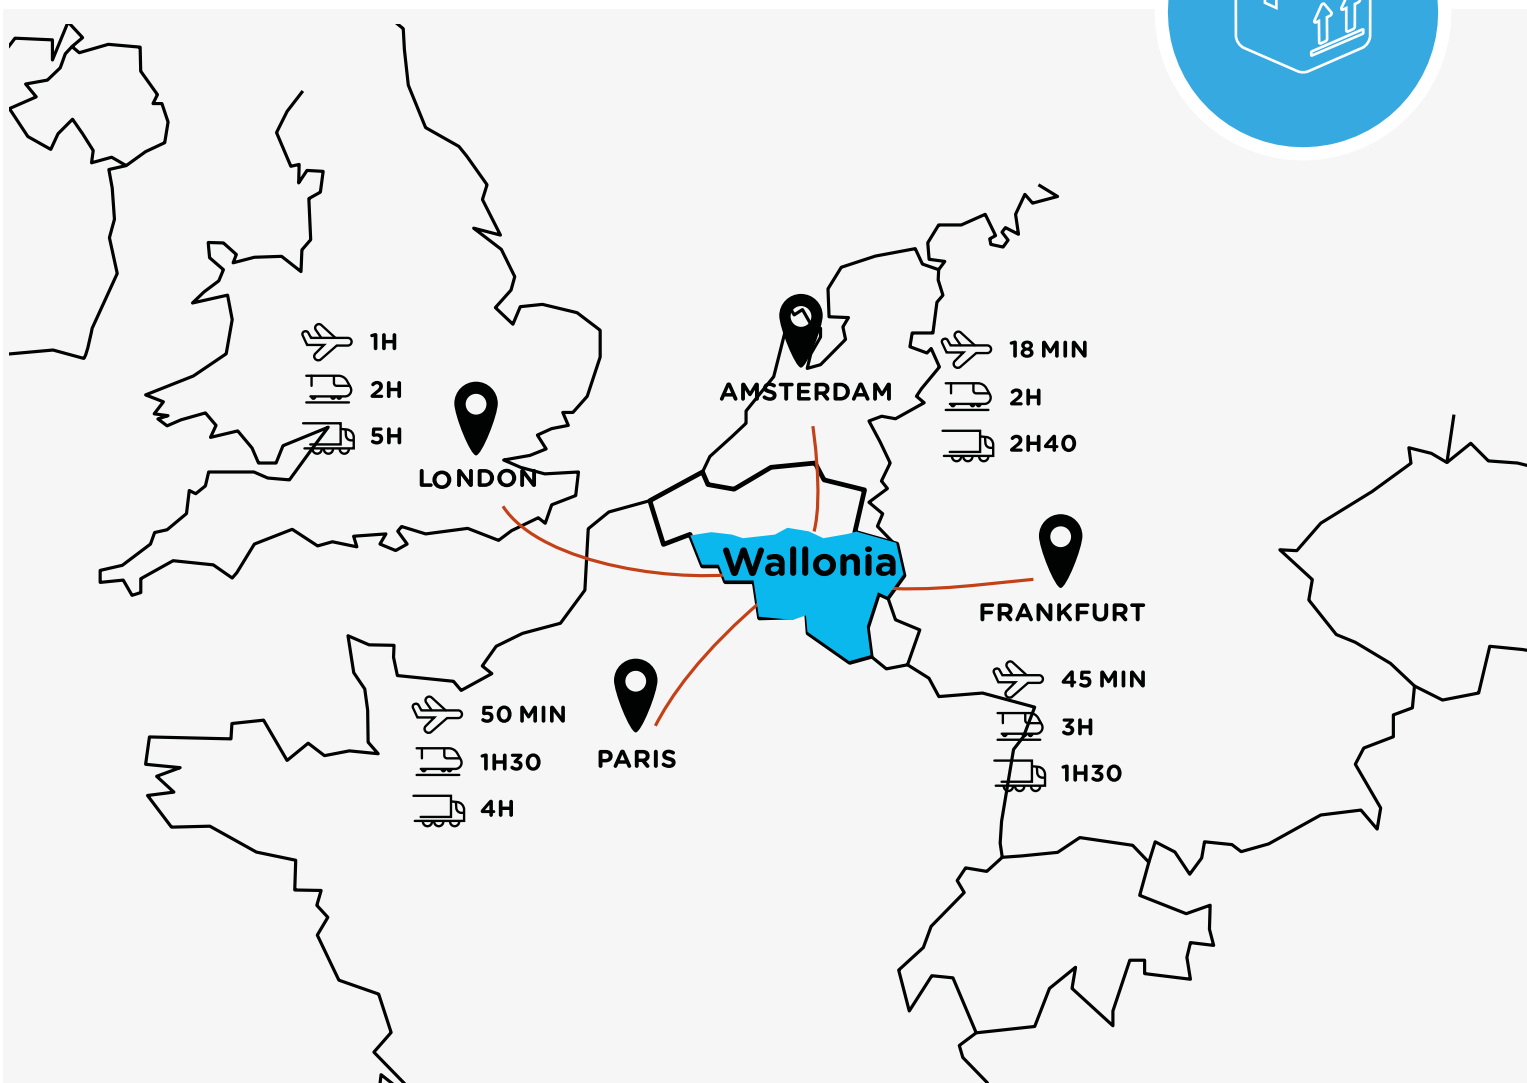 1H
2H
5H
LONDON
AMSTERDAM
18 MIN
2H
2H40
Wallonia
FRANKFURT
45 MIN
3H
1H30
50 MIN
1H30
4H
PARIS